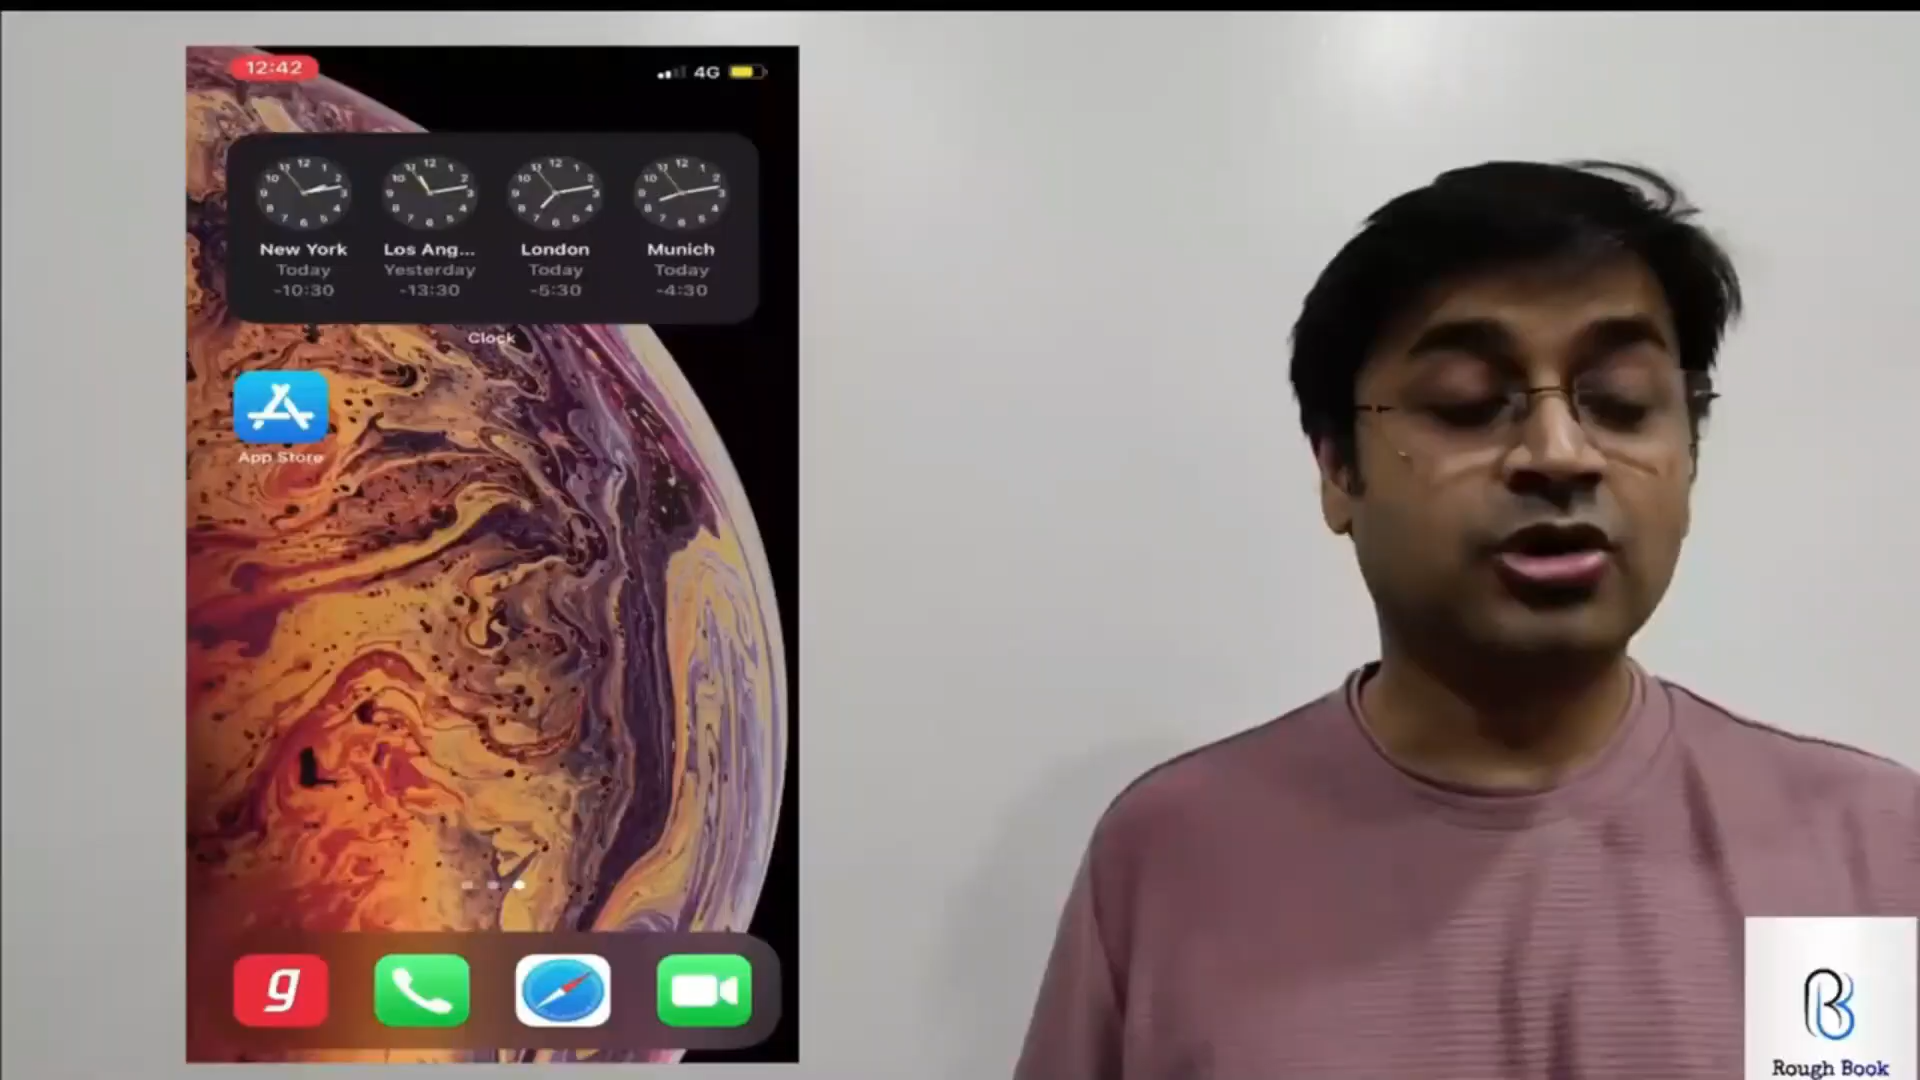 12:42
4G
New York
Los Ang...
London
Munich
Today
Yesterday
Today
Today
-10:30
-13:30
-5:30
-4:30
Clock
App Store
g
Rough Book